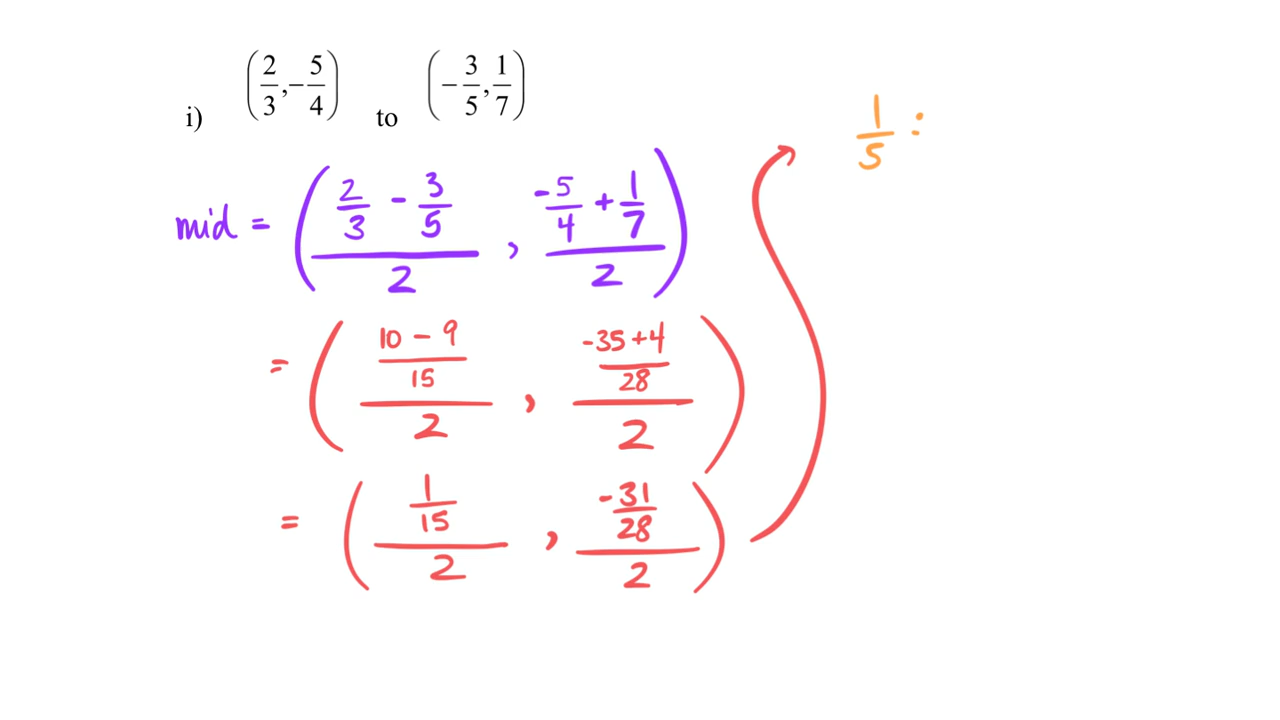 i) (2/3, -5/4) to (-3/5, 1/7)
mid = ((2/3 - 3/5)/2 , (-5/4 + 1/7)/2)
= (((10 - 9)/15)/2 , ((-35 + 4)/28)/2)
= ((1/15)/2 , (-31/28)/2)
1/5 :